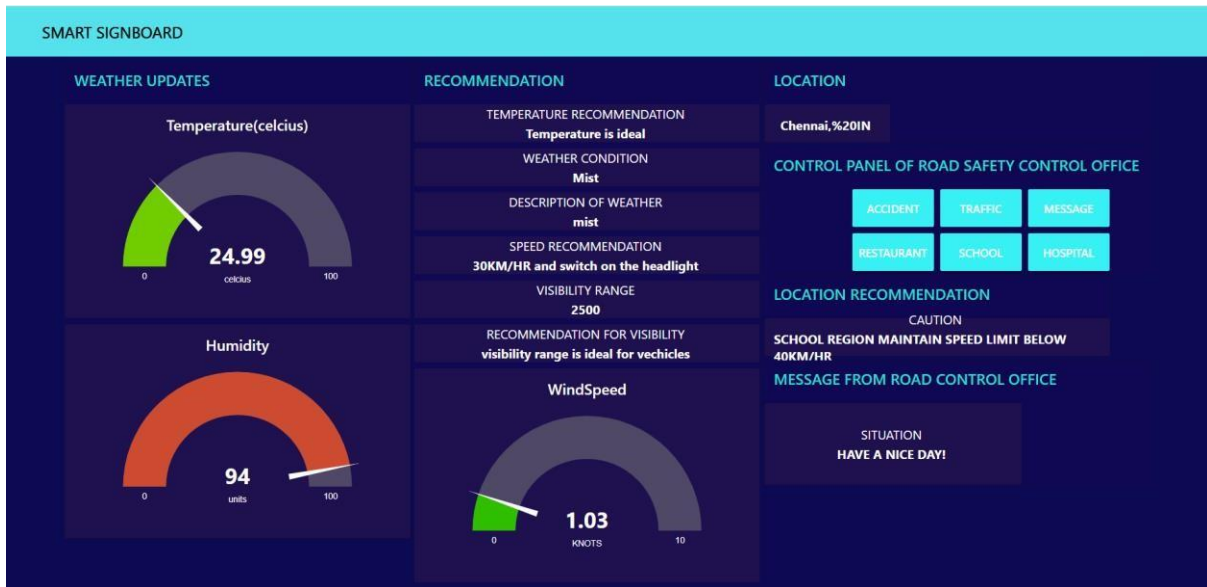 SMART SIGNBOARD
WEATHER UPDATES
Temperature(celcius)
24.99
celcius
0
100
Humidity
94
units
0
100
RECOMMENDATION
TEMPERATURE RECOMMENDATION
Temperature is ideal
WEATHER CONDITION
Mist
DESCRIPTION OF WEATHER
mist
SPEED RECOMMENDATION
30KM/HR and switch on the headlight
VISIBILITY RANGE
2500
RECOMMENDATION FOR VISIBILITY
visibility range is ideal for vechicles
WindSpeed
1.03
KNOTS
0
10
LOCATION
Chennai,%20IN
CONTROL PANEL OF ROAD SAFETY CONTROL OFFICE
ACCIDENT TRAFFIC MESSAGE
RESTAURANT SCHOOL HOSPITAL
LOCATION RECOMMENDATION
CAUTION
SCHOOL REGION MAINTAIN SPEED LIMIT BELOW
40KM/HR
MESSAGE FROM ROAD CONTROL OFFICE
SITUATION
HAVE A NICE DAY!